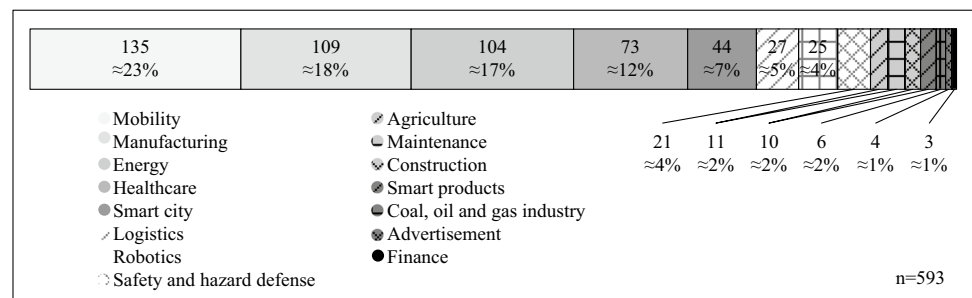 135 109 104 73 44 27 25
≈23% ≈18% ≈17% ≈12% ≈7% ≈5% ≈4%
21 11 10 6 4 3
≈4% ≈2% ≈2% ≈2% ≈1% ≈1%
Mobility
Manufacturing
Energy
Healthcare
Smart city
Logistics
Robotics
Safety and hazard defense
Agriculture
Maintenance
Construction
Smart products
Coal, oil and gas industry
Advertisement
Finance
n=593